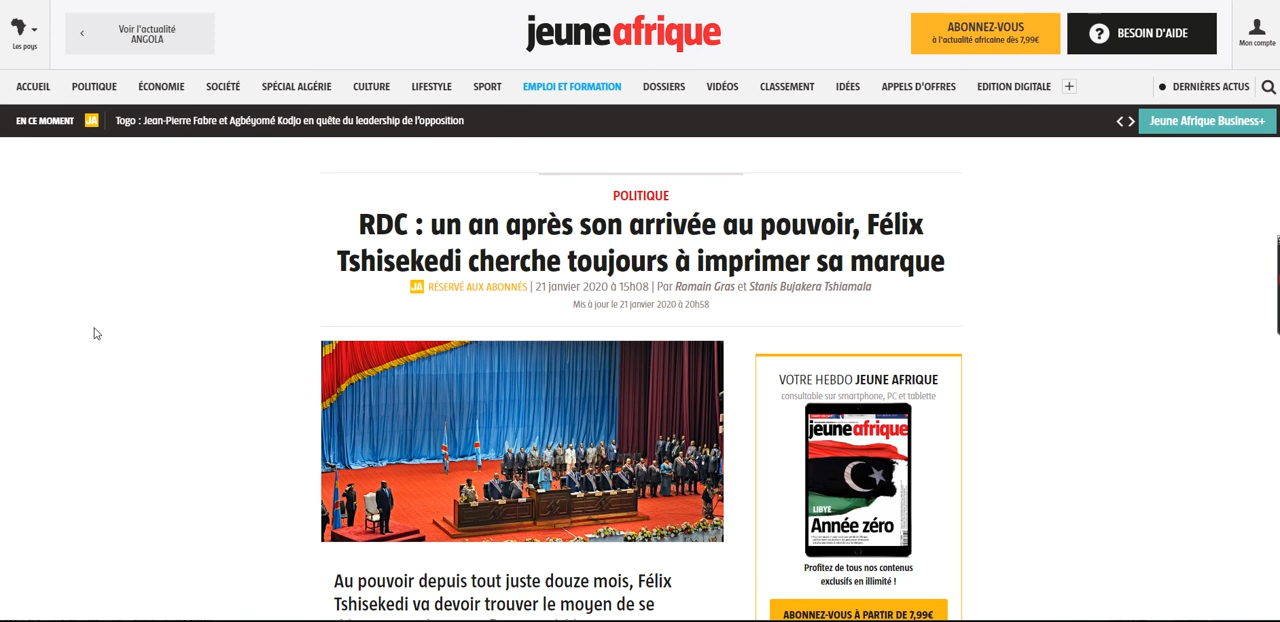 Les pays
Voir l'actualité
ANGOLA
jeuneafrique
ABONNEZ-VOUS
à l'actualité africaine dès 7,99€
? BESOIN D'AIDE
Mon compte
ACCUEIL POLITIQUE ÉCONOMIE SOCIÉTÉ SPÉCIAL ALGÉRIE CULTURE LIFESTYLE SPORT EMPLOI ET FORMATION DOSSIERS VIDÉOS CLASSEMENT IDÉES APPELS D'OFFRES EDITION DIGITALE + DERNIÈRES ACTUS
EN CE MOMENT JA Togo : Jean-Pierre Fabre et Agbéyomé Kodjo en quête du leadership de l'opposition
Jeune Afrique Business+
POLITIQUE
RDC : un an après son arrivée au pouvoir, Félix
Tshisekedi cherche toujours à imprimer sa marque
JA RÉSERVÉ AUX ABONNÉS | 21 janvier 2020 à 15h08 | Par Romain Gras et Stanis Bujakera Tshiamala
Mis à jour le 21 janvier 2020 à 20h58
Au pouvoir depuis tout juste douze mois, Félix
Tshisekedi va devoir trouver le moyen de se
VOTRE HEBDO JEUNE AFRIQUE
consultable sur smartphone, PC et tablette
jeuneafrique
LIBYE
Année zéro
Profitez de tous nos contenus
exclusifs en illimité !
ABONNEZ-VOUS À PARTIR DE 7,99€